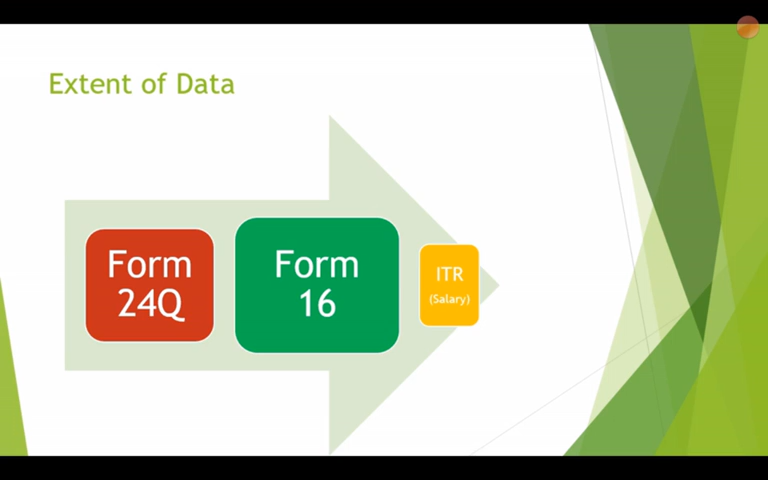 Extent of Data
Form
24Q
Form
16
ITR
(Salary)